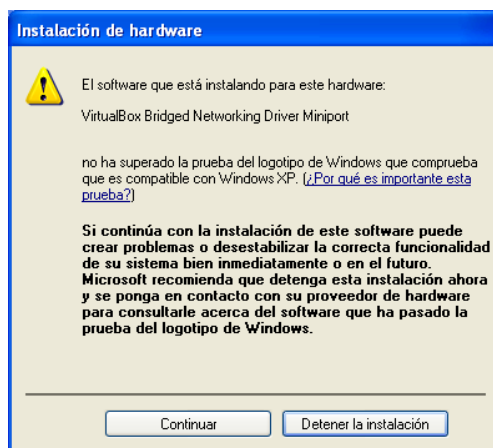 Instalación de hardware
El software que está instalando para este hardware:
VirtualBox Bridged Networking Driver Miniport
no ha superado la prueba del logotipo de Windows que comprueba
que es compatible con Windows XP. (¿Por qué es importante esta
prueba?)
Si continúa con la instalación de este software puede
crear problemas o desestabilizar la correcta funcionalidad
de su sistema bien inmediatamente o en el futuro.
Microsoft recomienda que detenga esta instalación ahora
y se ponga en contacto con su proveedor de hardware
para consultarle acerca del software que ha pasado la
prueba del logotipo de Windows.
Continuar
Detener la instalación